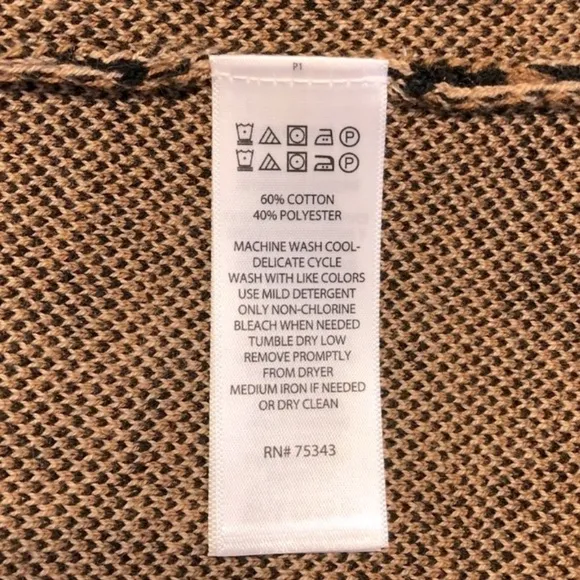 P1
60% COTTON
40% POLYESTER
MACHINE WASH COOL-
DELICATE CYCLE
WASH WITH LIKE COLORS
USE MILD DETERGENT
ONLY NON-CHLORINE
BLEACH WHEN NEEDED
TUMBLE DRY LOW
REMOVE PROMPTLY
FROM DRYER
MEDIUM IRON IF NEEDED
OR DRY CLEAN
RN# 75343